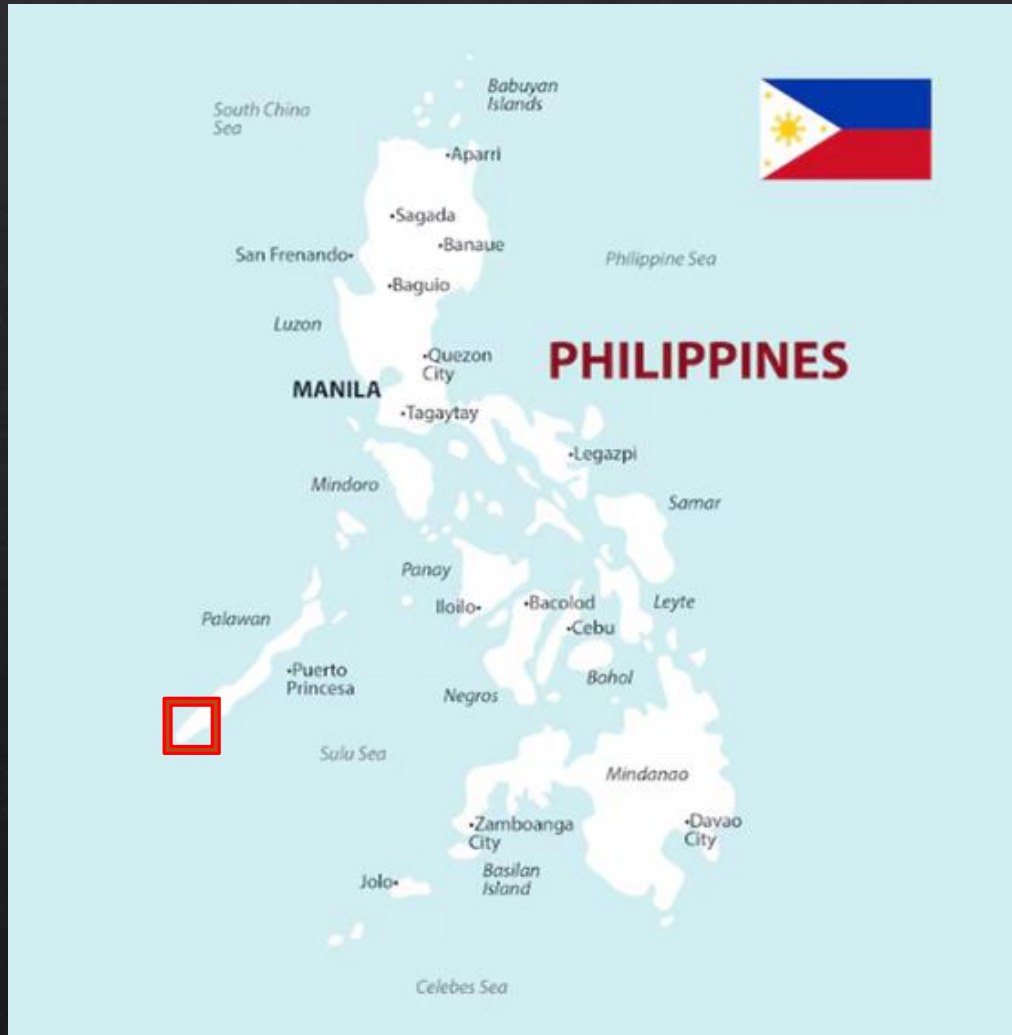 Babuyan
Islands
South China
Sea
•Aparri
•Sagada
•Banaue
San Frenando•
Philippine Sea
•Baguio
Luzon
PHILIPPINES
•Quezon
City
MANILA
•Tagaytay
•Legazpi
Mindoro
Samar
Panay
Iloilo•
•Bacolod
Leyte
Palawan
•Cebu
•Puerto
Princesa
Bohol
Negros
Sulu Sea
Mindanao
•Zamboanga
City
•Davao
City
Basilan
Island
Jolo•
Celebes Sea